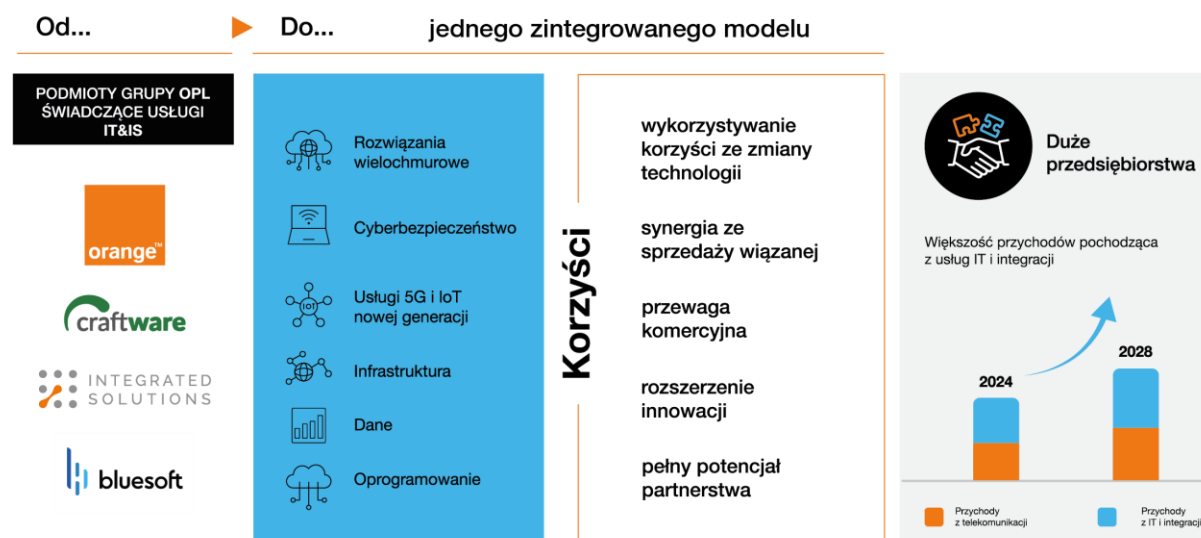 Od...
Do...
jednego zintegrowanego modelu
PODMIOTY GRUPY OPL
ŚWIADCZĄCE USŁUGI
IT&IS
orange™
craftware
INTEGRATED
SOLUTIONS
bluesoft
Rozwiązania
wielochmurowe
Cyberbezpieczeństwo
IoT
Usługi 5G i IoT
nowej generacji
Infrastruktura
Dane
Oprogramowanie
Korzyści
wykorzystywanie
korzyści ze zmiany
technologii
synergia ze
sprzedaży wiązanej
przewaga
komercyjna
rozszerzenie
innowacji
pełny potencjał
partnerstwa
Duże
przedsiębiorstwa
Większość przychodów pochodząca
z usług IT i integracji
2024
2028
Przychody
z telekomunikacji
Przychody
z IT i integracji